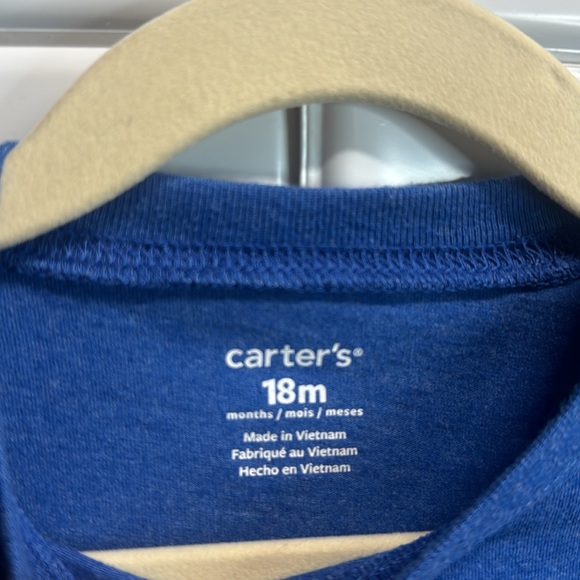 carter's®
18m
months / mois / meses
Made in Vietnam
Fabriqué au Vietnam
Hecho en Vietnam